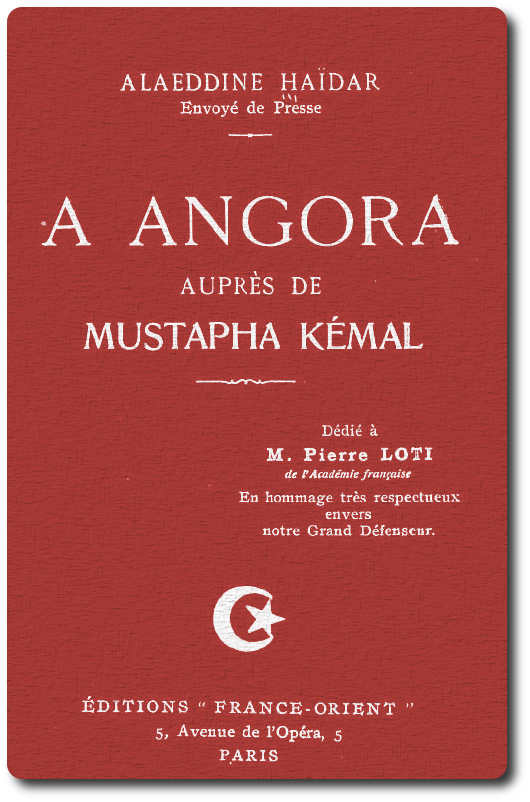 ALAEDDINE HAÏDAR
Envoyé de Presse
A ANGORA
AUPRÈS DE
MUSTAPHA KÉMAL
Dédié à
M. Pierre LOTI
de l'Académie française
En hommage très respectueux
envers
notre Grand Défenseur.
ÉDITIONS “ FRANCE-ORIENT ”
5, Avenue de l'Opéra, 5
PARIS